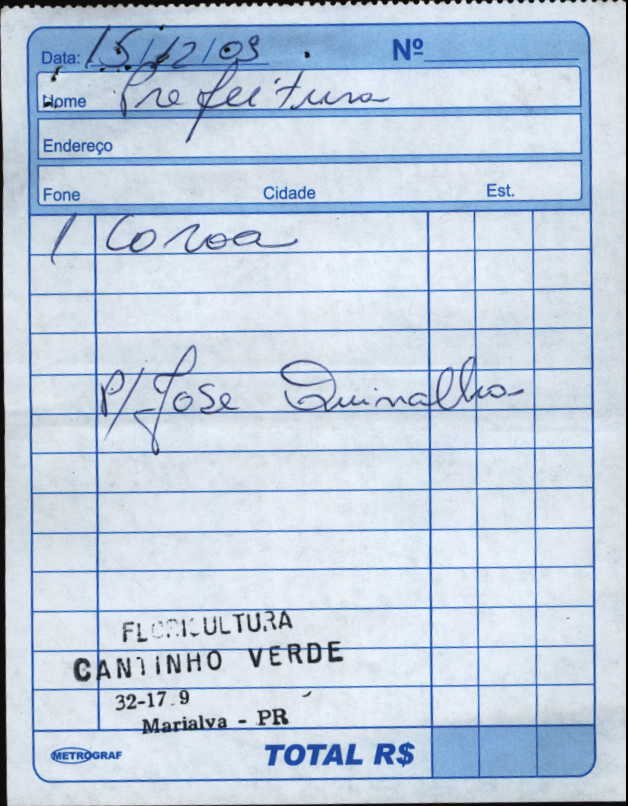 Data: 15/12/09 Nº
Nome Prefeitura
Endereço
Fone Cidade Est.
1 Coroa
P/ Jose Quinalha
FLORICULTURA
CANTINHO VERDE
32-17 9
Marialva - PR
METROGRAF TOTAL R$